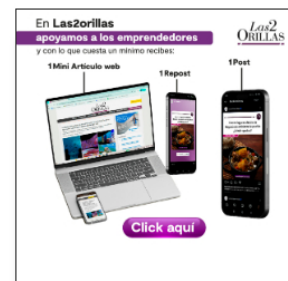 En Las2orillas
apoyamos a los emprendedores
y con lo que cuesta un mínimo recibes:
Las2
ORILLAS
1 Mini Artículo web
1 Repost
1 Post
Click aquí